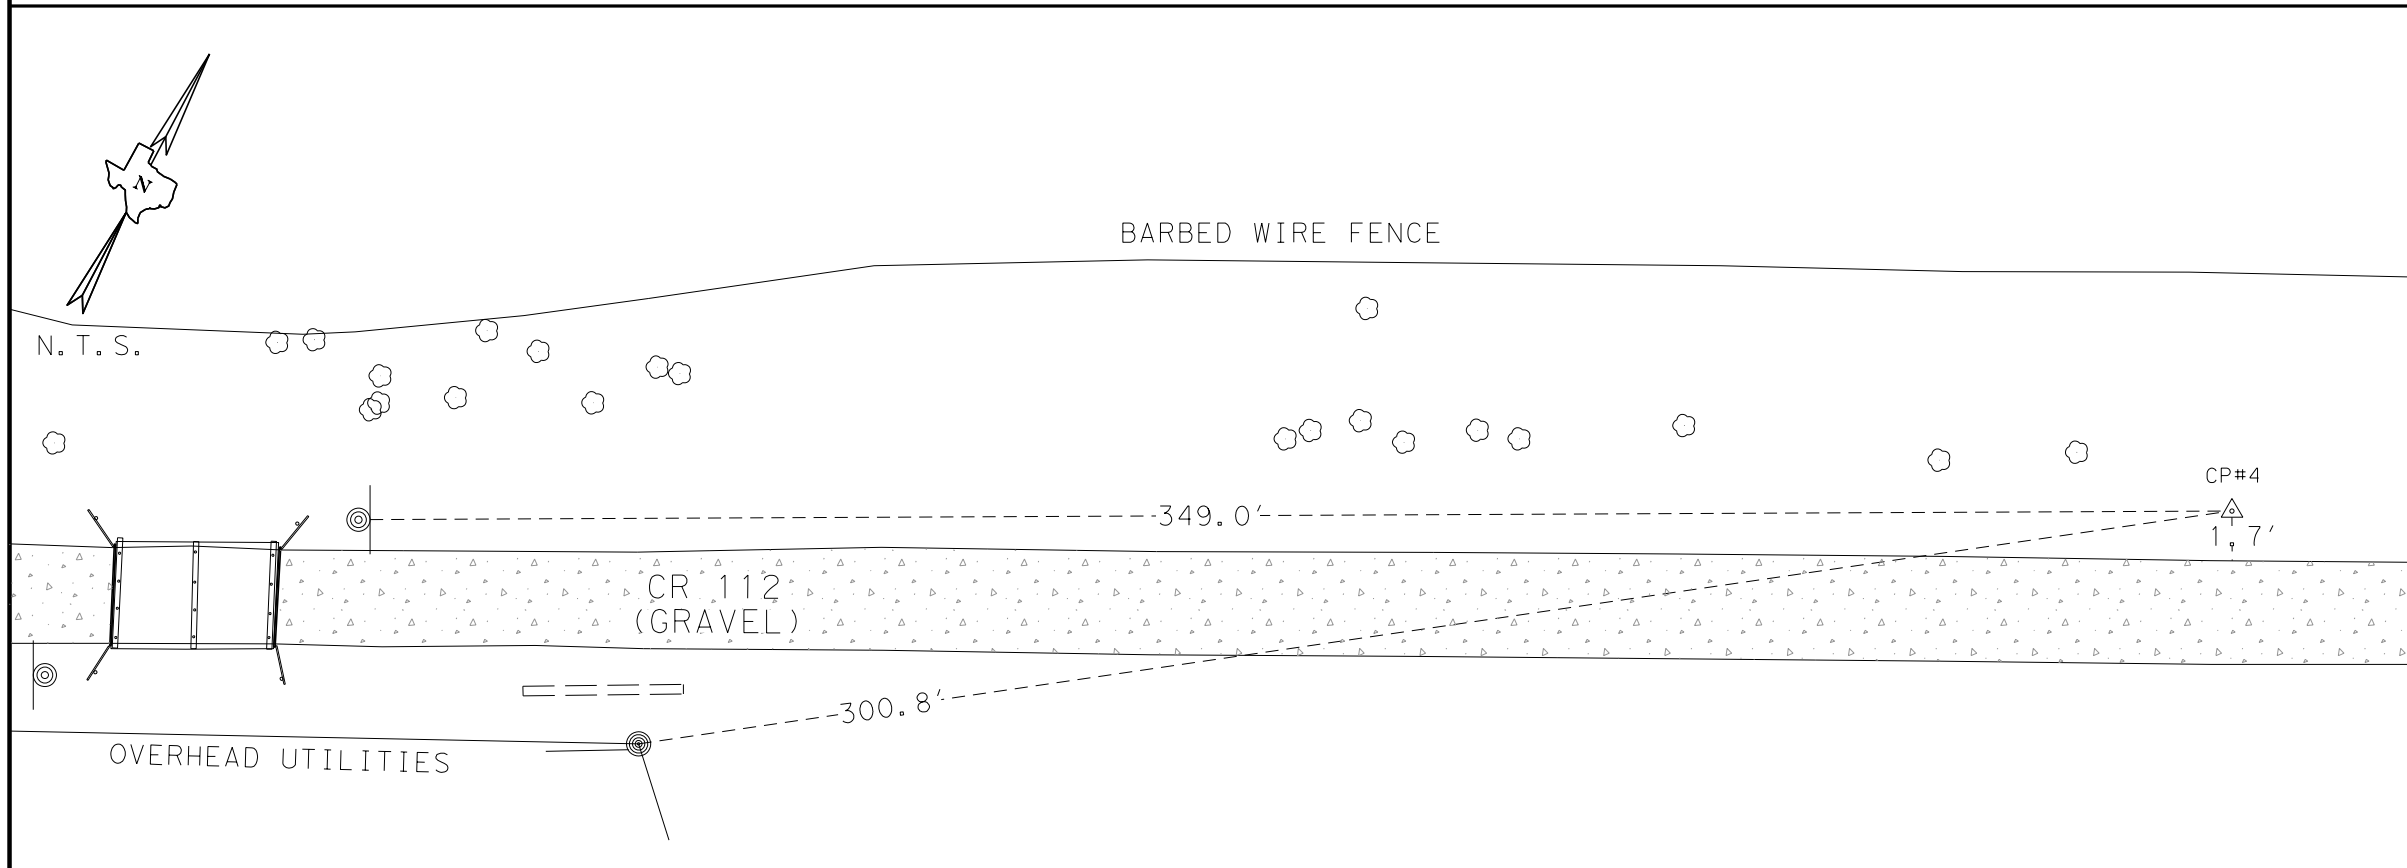 N
BARBED WIRE FENCE
N.T.S.
CP#4
349.0'
1.7'
CR 112
(GRAVEL)
300.8'
OVERHEAD UTILITIES